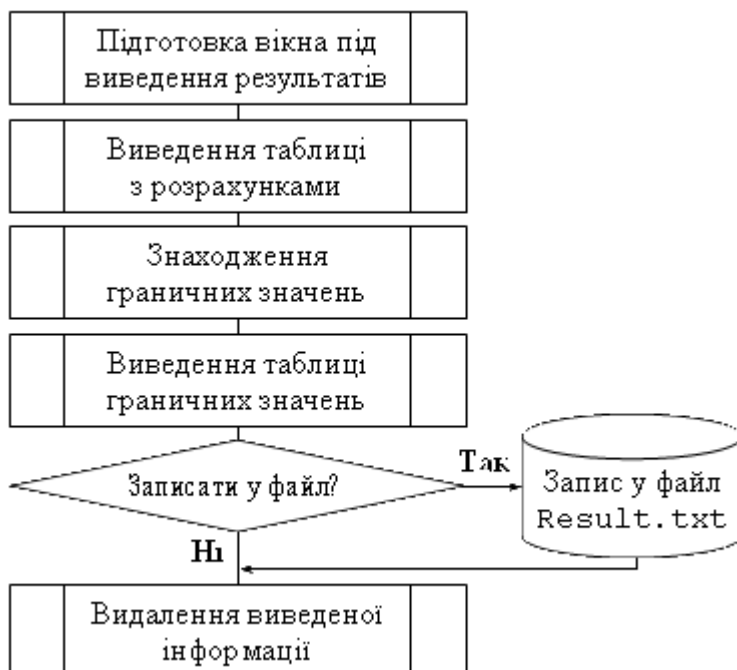 Підготовка вікна під
виведення результатів
Виведення таблиці
з розрахунками
Знаходження
граничних значень
Виведення таблиці
граничних значень
Записати у файл?
Так
Запис у файл
Result.txt
Ні
Видалення виведеної
інформації